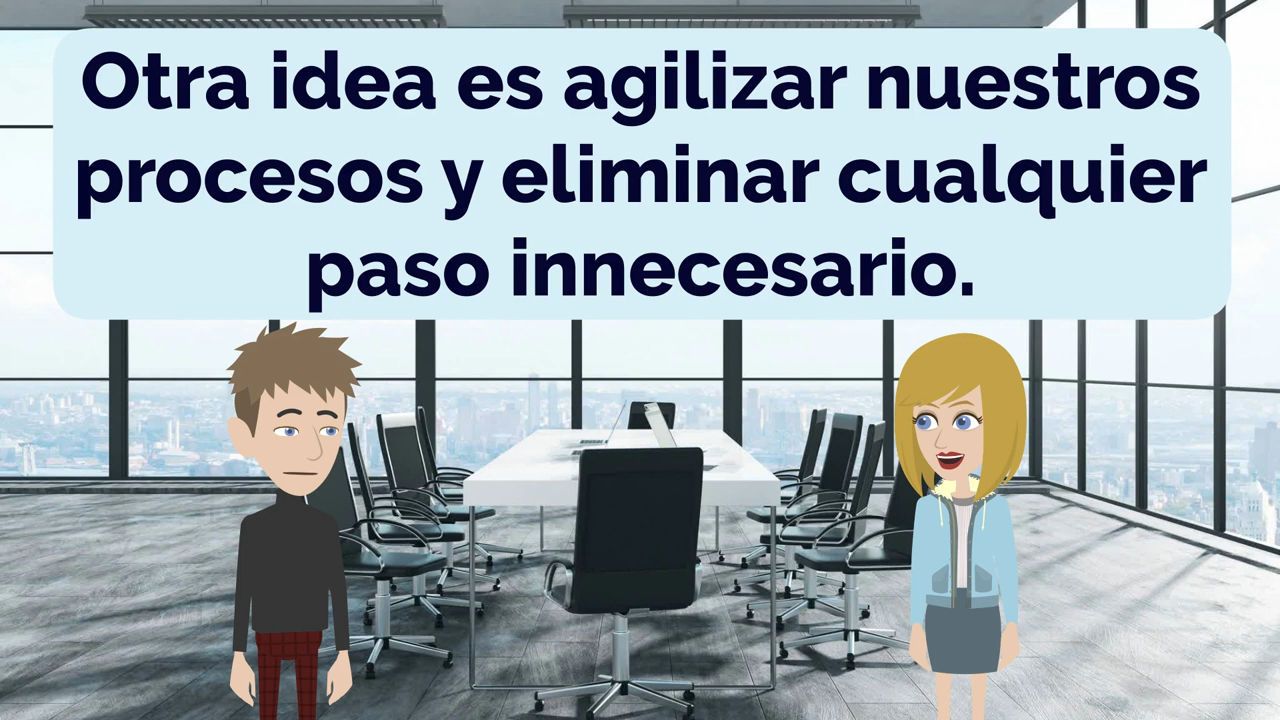 Otra idea es agilizar nuestros
procesos y eliminar cualquier
paso innecesario.